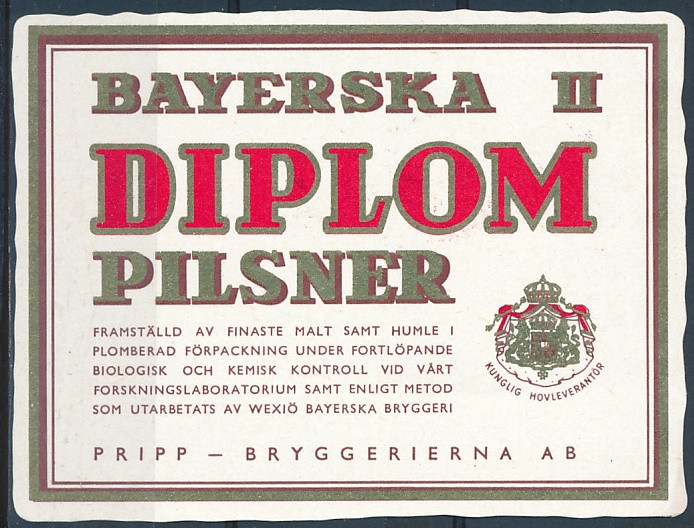 BAYERSKA II
DIPLOM
PILSNER
FRAMSTÄLLD AV FINASTE MALT SAMT HUMLE I
PLOMBERAD FÖRPACKNING UNDER FORTLÖPANDE
BIOLOGISK OCH KEMISK KONTROLL VID VÅRT
FORSKNINGSLABORATORIUM SAMT ENLIGT METOD
SOM UTARBETATS AV WEXIÖ BAYERSKA BRYGGERI
KUNGLIG HOVLEVERANTÖR
PRIPP – BRYGGERIERNA AB